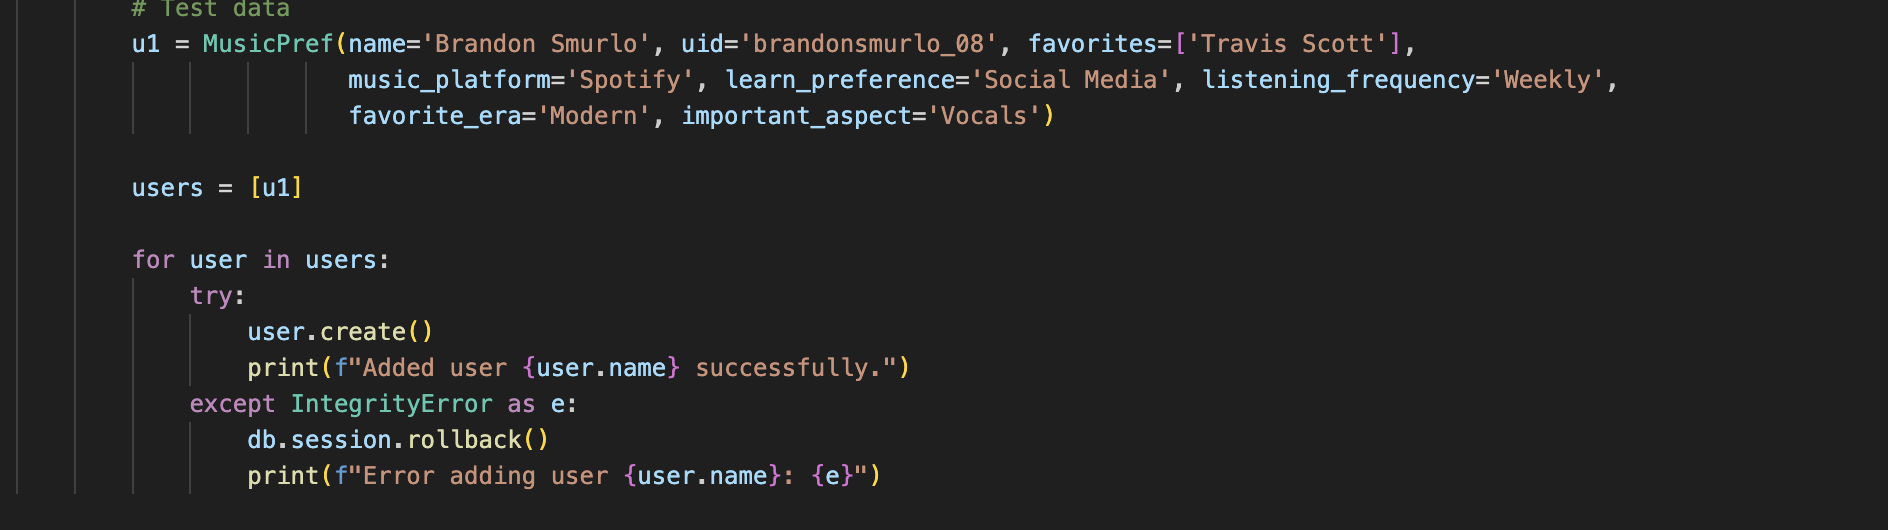 # Test data
u1 = MusicPref(name='Brandon Smurlo', uid='brandonsmurlo_08', favorites=['Travis Scott'],
music_platform='Spotify', learn_preference='Social Media', listening_frequency='Weekly',
favorite_era='Modern', important_aspect='Vocals')
users = [u1]
for user in users:
try:
user.create()
print(f"Added user {user.name} successfully.")
except IntegrityError as e:
db.session.rollback()
print(f"Error adding user {user.name}: {e}")